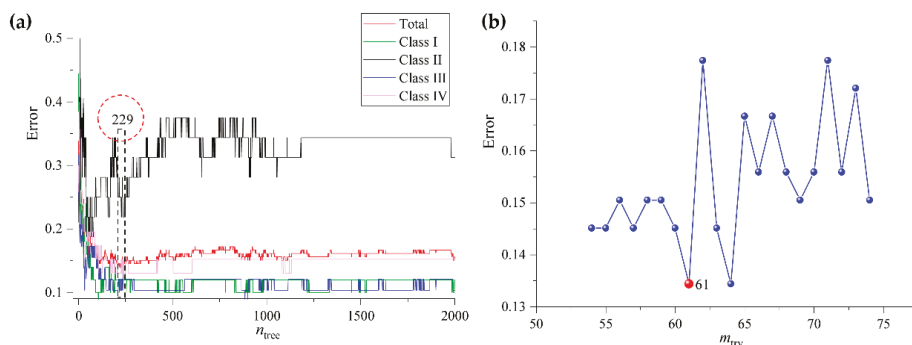 (a)
Total
Class I
Class II
Class III
Class IV
229
Error
0.5
0.4
0.3
0.2
0.1
0
500
1000
1500
2000
ntree
(b)
0.18
0.17
0.16
0.15
0.14
0.13
Error
61
50
55
60
65
70
75
mtry